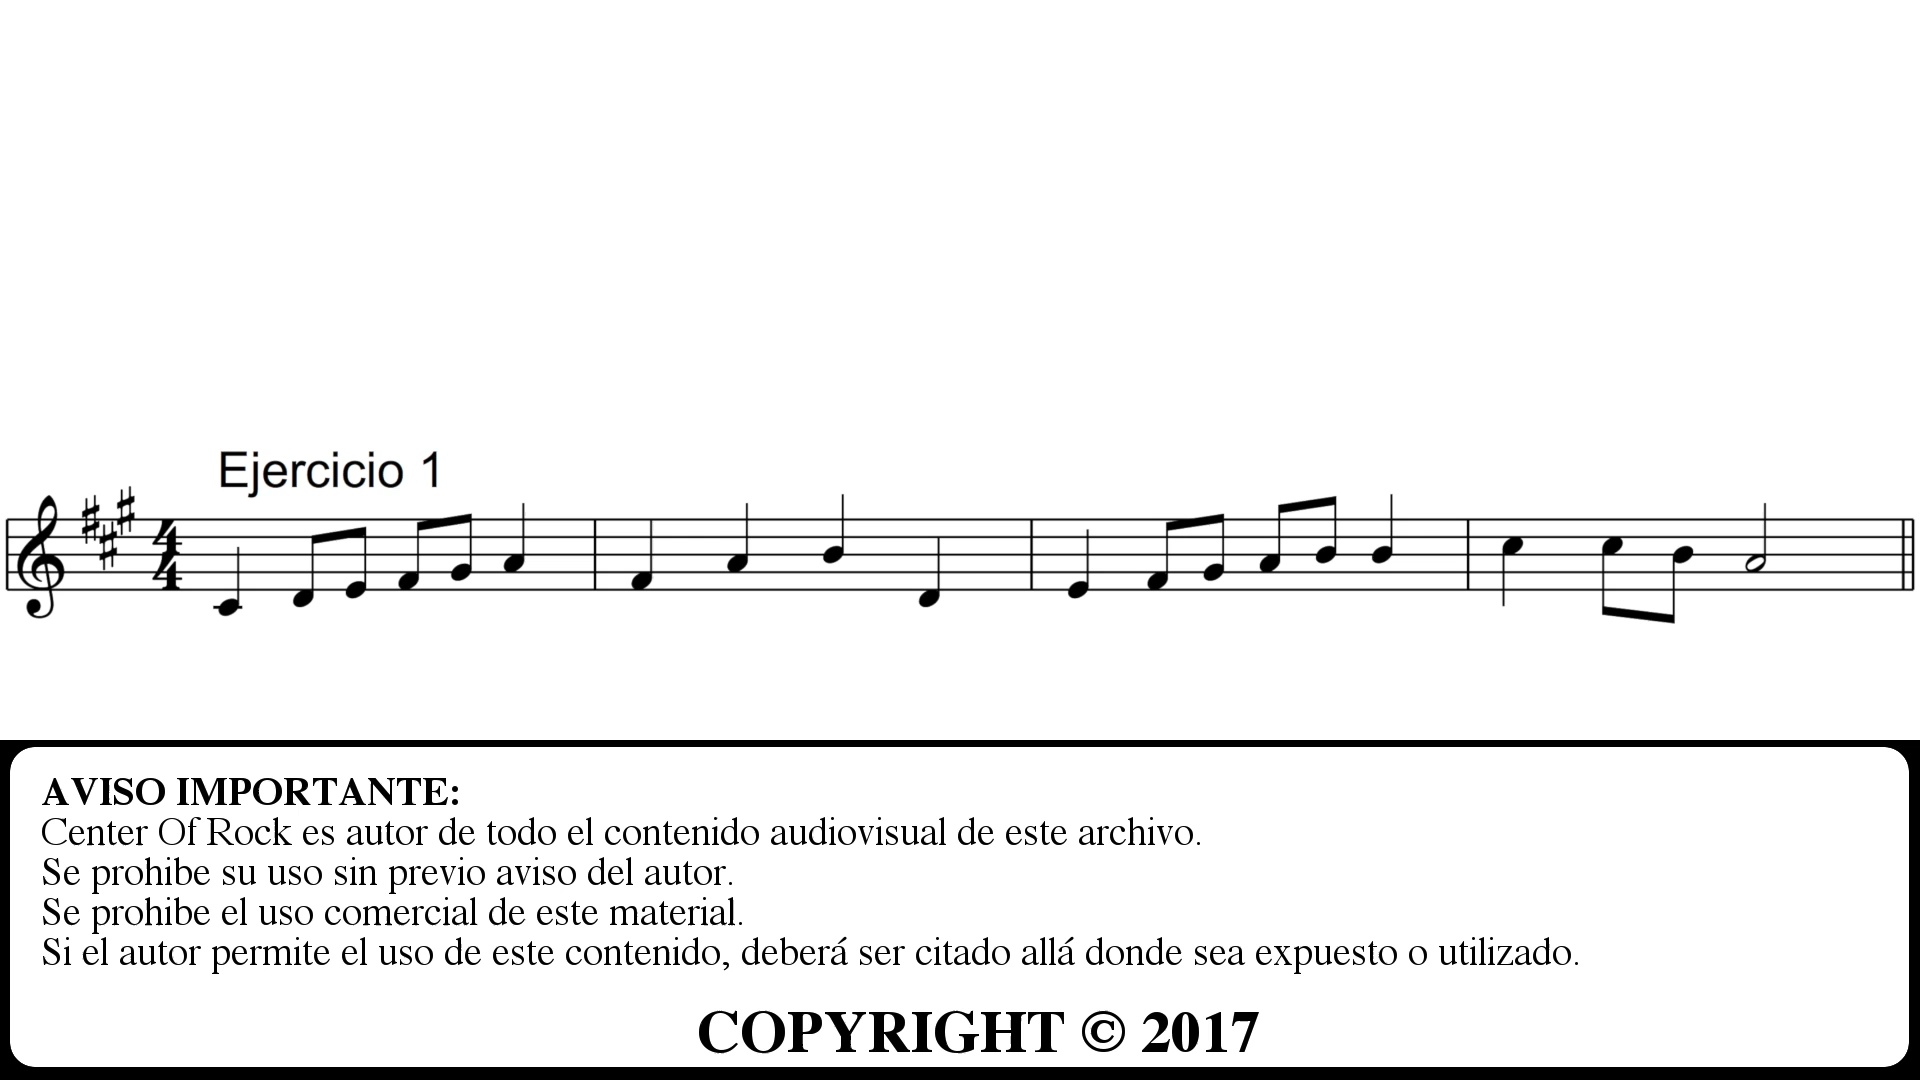 Ejercicio 1
4
4
AVISO IMPORTANTE:
Center Of Rock es autor de todo el contenido audiovisual de este archivo.
Se prohibe su uso sin previo aviso del autor.
Se prohibe el uso comercial de este material.
Si el autor permite el uso de este contenido, deberá ser citado allá donde sea expuesto o utilizado.
COPYRIGHT © 2017